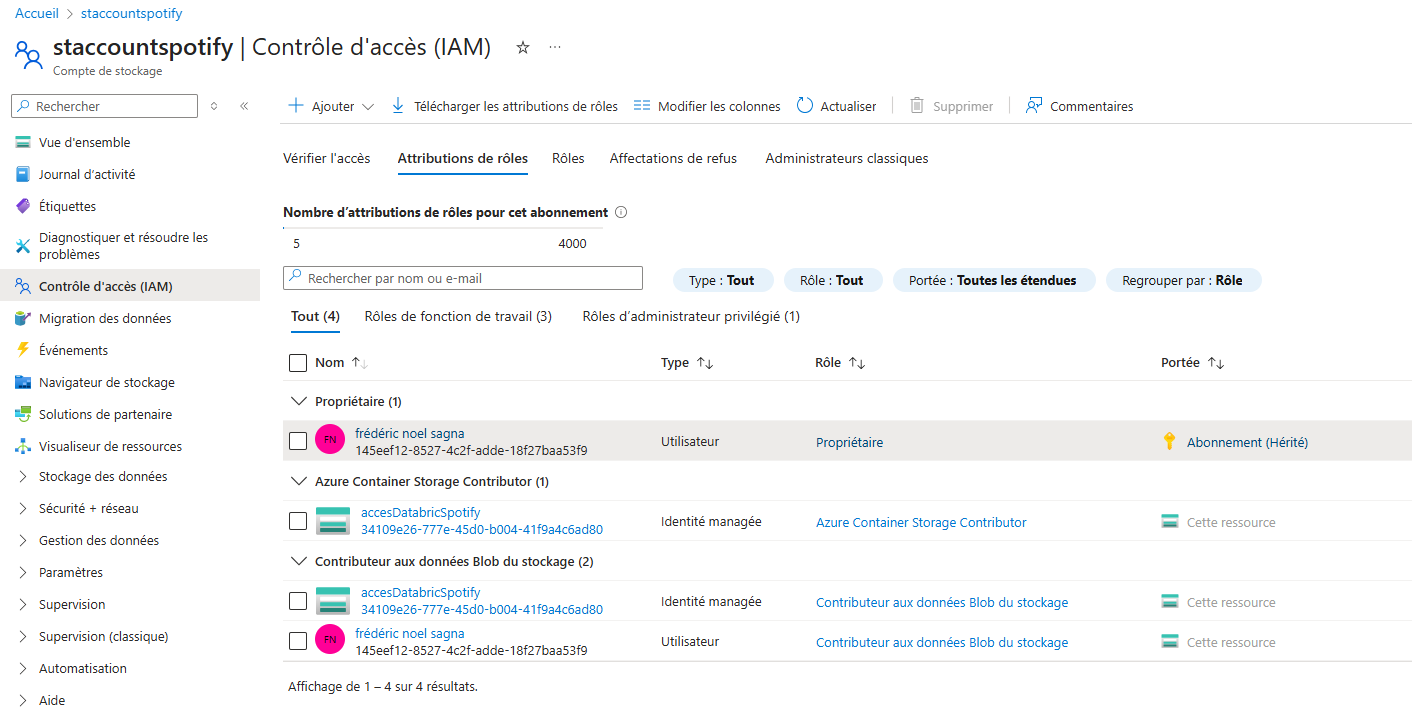 Accueil > staccountspotify
staccountspotify | Contrôle d'accès (IAM)
Compte de stockage
Rechercher
Vue d'ensemble
Journal d'activité
Étiquettes
Diagnostiquer et résoudre les
problèmes
Contrôle d'accès (IAM)
Migration des données
Événements
Navigateur de stockage
Solutions de partenaire
Visualiseur de ressources
Stockage des données
Sécurité + réseau
Gestion des données
Paramètres
Supervision
Supervision (classique)
Automatisation
Aide
Ajouter Télécharger les attributions de rôles Modifier les colonnes Actualiser Supprimer Commentaires
Vérifier l'accès Attributions de rôles Rôles Affectations de refus Administrateurs classiques
Nombre d'attributions de rôles pour cet abonnement
5 4000
Rechercher par nom ou e-mail Type : Tout Rôle : Tout Portée : Toutes les étendues Regrouper par : Rôle
Tout (4) Rôles de fonction de travail (3) Rôles d'administrateur privilégié (1)
Nom Type Rôle Portée
Propriétaire (1)
FN frédéric noel sagna
145eef12-8527-4c2f-adde-18f27baa53f9 Utilisateur Propriétaire Abonnement (Hérité)
Azure Container Storage Contributor (1)
accesDatabricSpotify
34109e26-777e-45d0-b004-41f9a4c6ad80 Identité managée Azure Container Storage Contributor Cette ressource
Contributeur aux données Blob du stockage (2)
accesDatabricSpotify
34109e26-777e-45d0-b004-41f9a4c6ad80 Identité managée Contributeur aux données Blob du stockage Cette ressource
FN frédéric noel sagna
145eef12-8527-4c2f-adde-18f27baa53f9 Utilisateur Contributeur aux données Blob du stockage Cette ressource
Affichage de 1 – 4 sur 4 résultats.